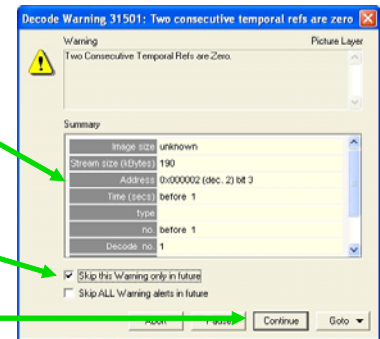 Decode Warning 31501: Two consecutive temporal refs are zero
Warning Picture Layer
Two Consecutive Temporal Refs are Zero.
Summary
Image size unknown
Stream size (kBytes) 190
Address 0x000002 (dec. 2) bit 3
Time (secs) before 1
type
no. before 1
Decode no. 1
Skip this Warning only in future
Skip ALL Warning alerts in future
Abort Pause Continue Goto